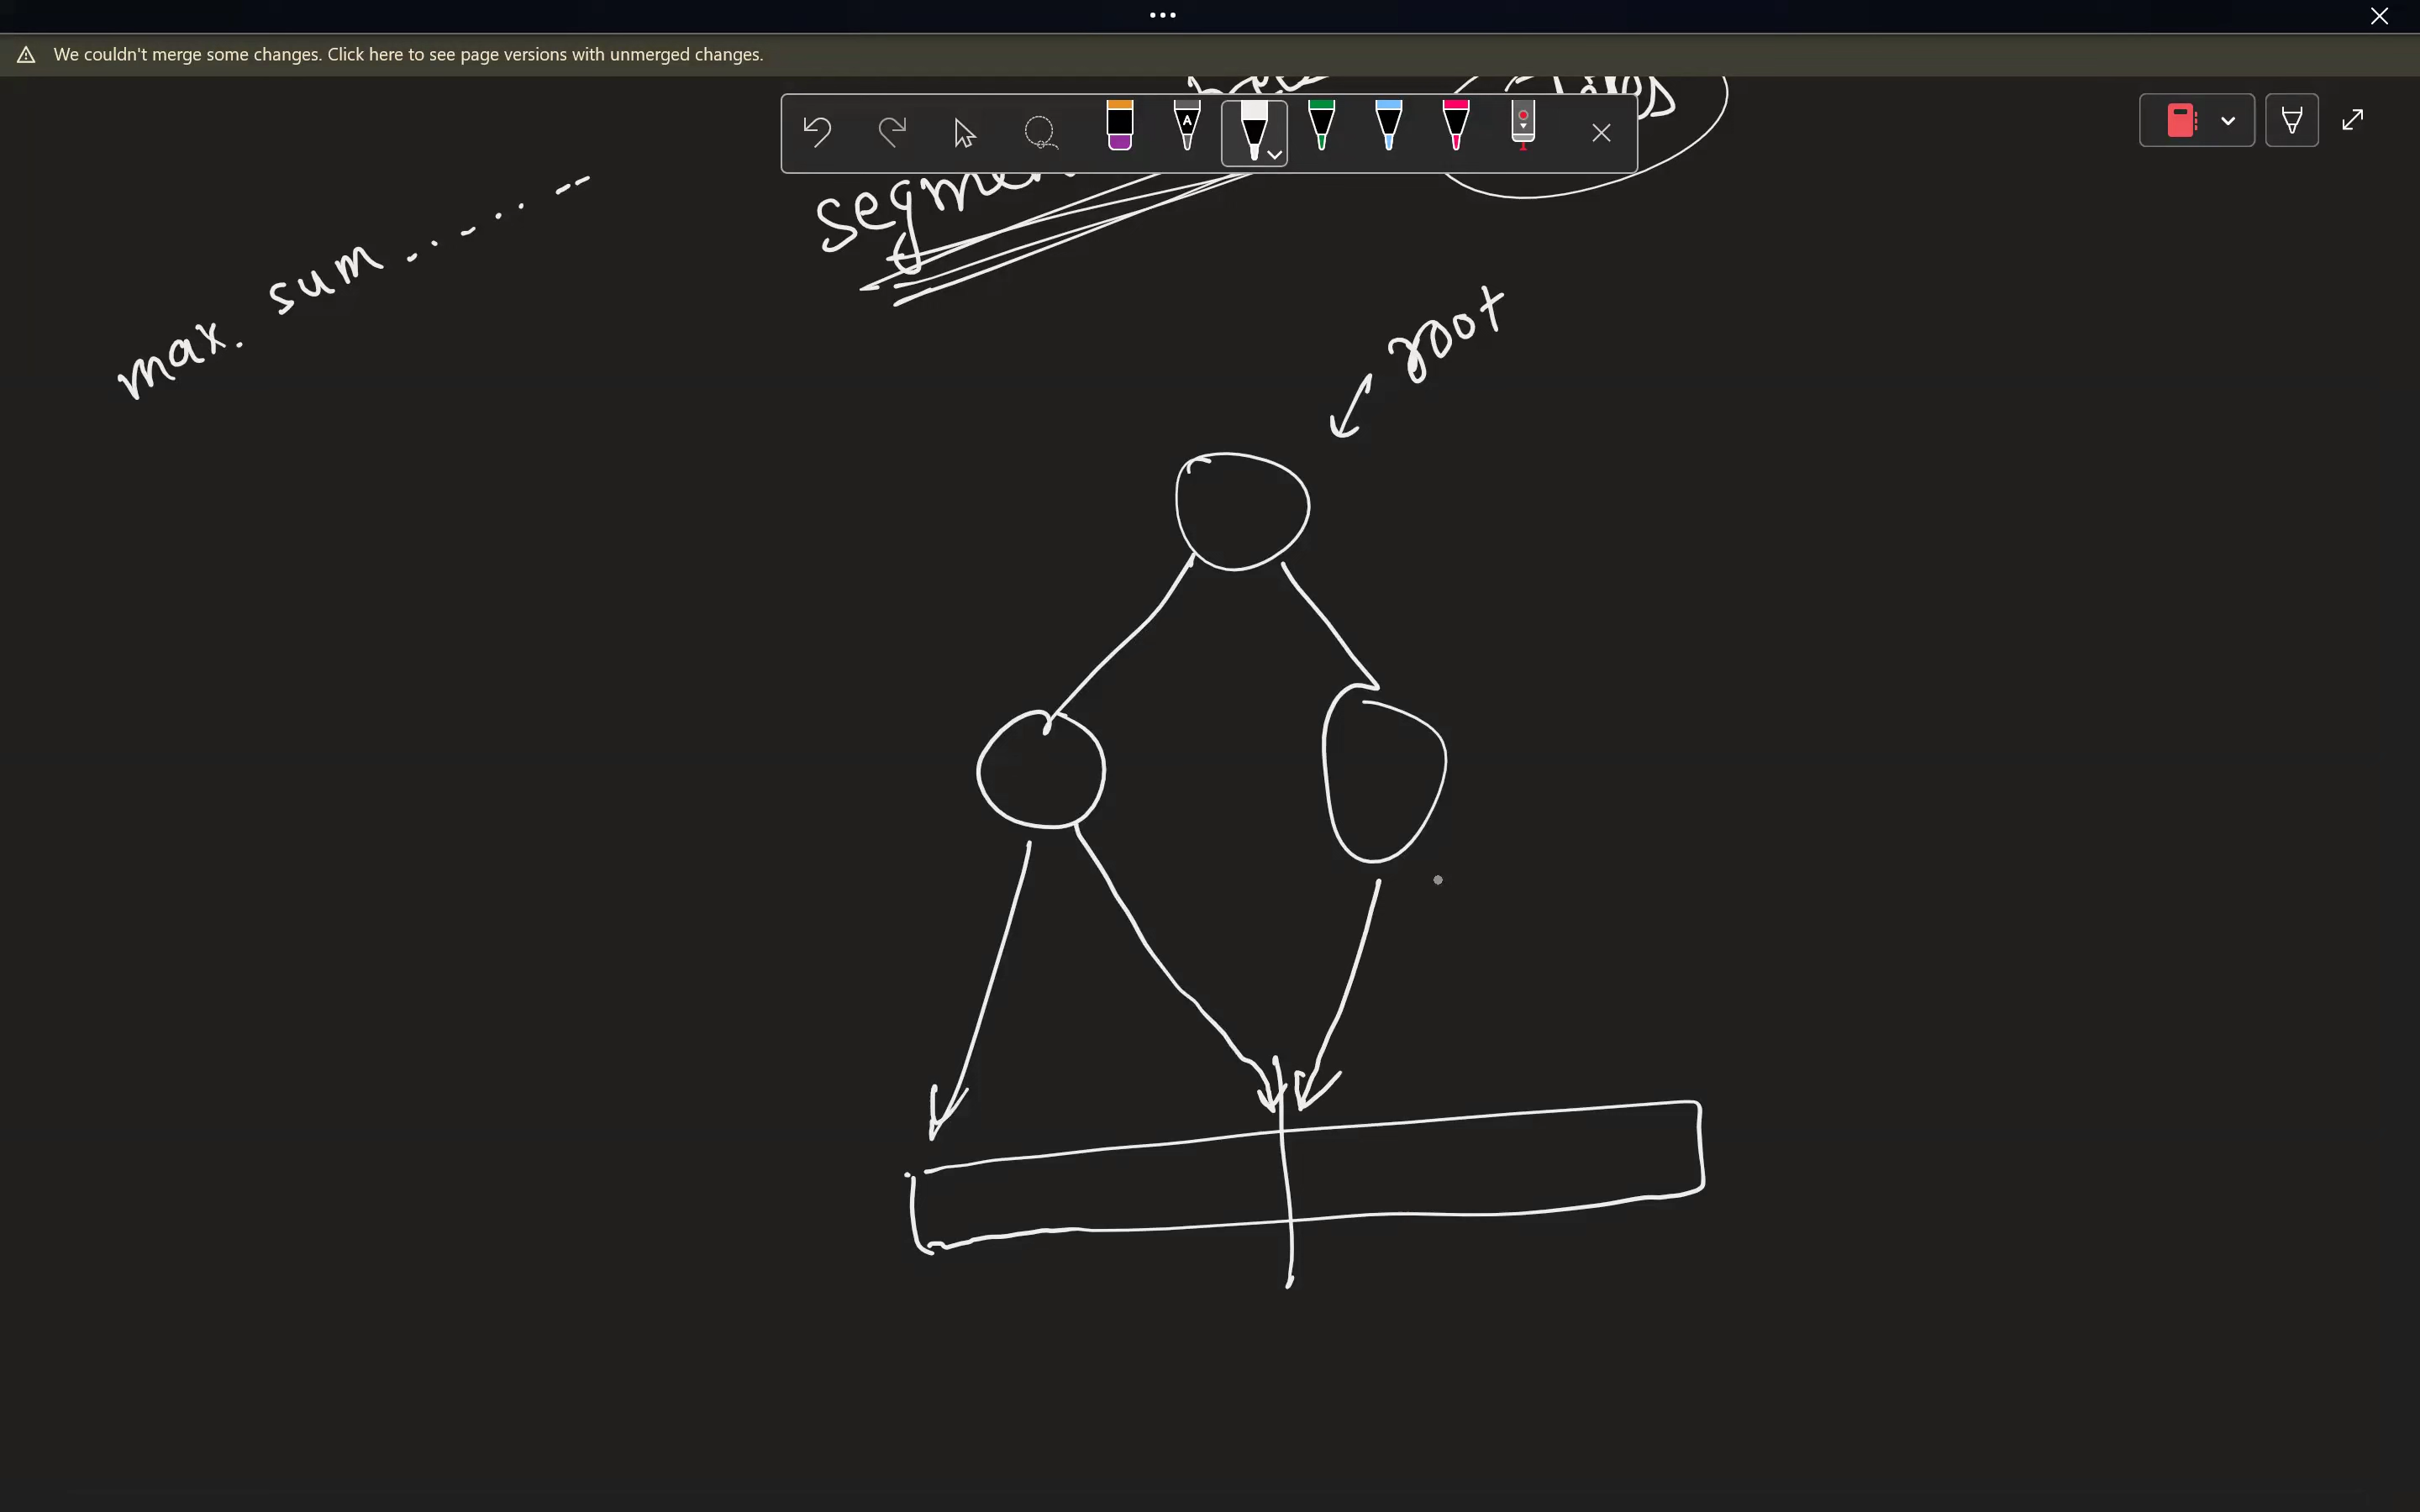 We couldn't merge some changes. Click here to see page versions with unmerged changes.
A
max. sum
root